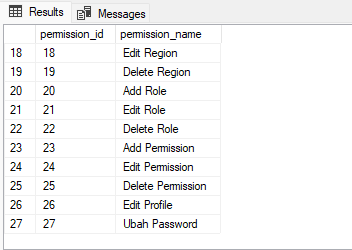 Results Messages
permission_id permission_name
18 18 Edit Region
19 19 Delete Region
20 20 Add Role
21 21 Edit Role
22 22 Delete Role
23 23 Add Permission
24 24 Edit Permission
25 25 Delete Permission
26 26 Edit Profile
27 27 Ubah Password